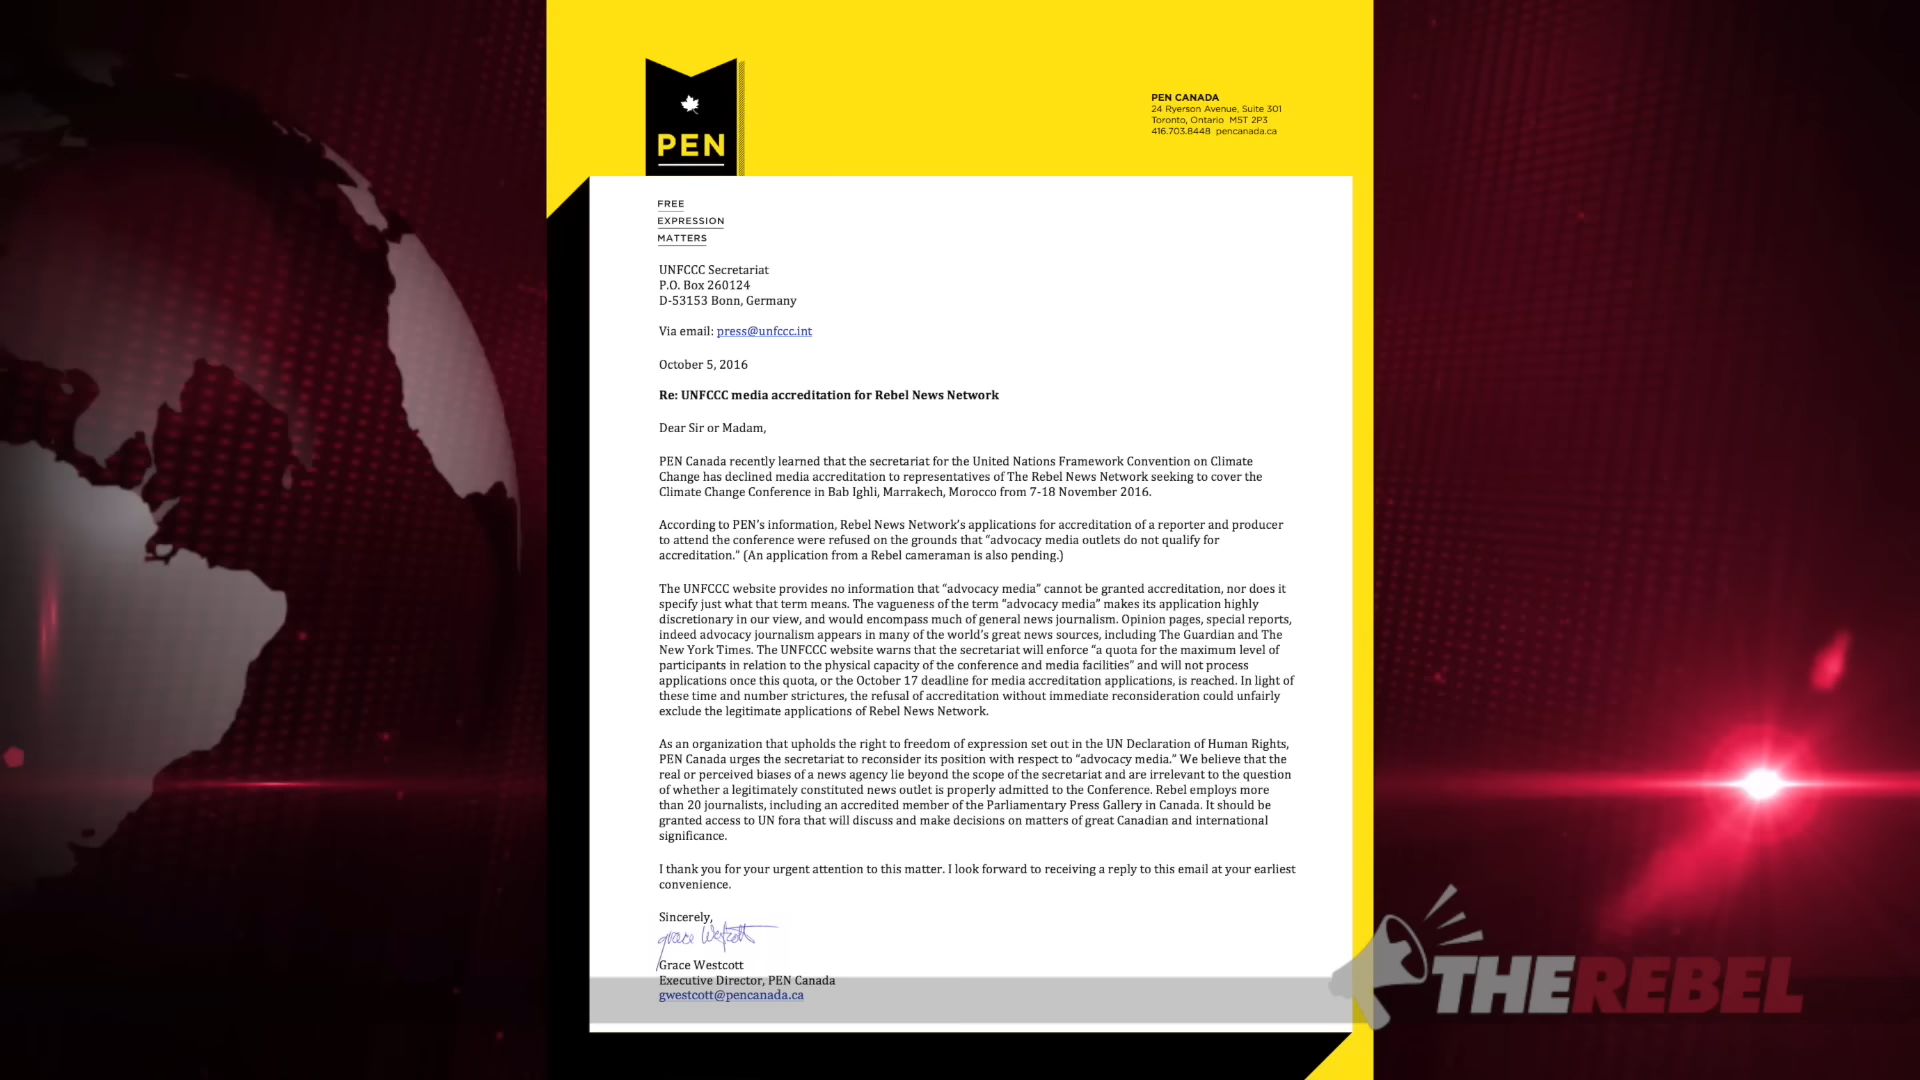 PEN
PEN CANADA
24 Ryerson Avenue, Suite 301
Toronto, Ontario M5T 2P3
416.703.8448 pencanada.ca
FREE
EXPRESSION
MATTERS
UNFCCC Secretariat
P.O. Box 260124
D-53153 Bonn, Germany
Via email: press@unfccc.int
October 5, 2016
Re: UNFCCC media accreditation for Rebel News Network
Dear Sir or Madam,
PEN Canada recently learned that the secretariat for the United Nations Framework Convention on Climate
Change has declined media accreditation to representatives of The Rebel News Network seeking to cover the
Climate Change Conference in Bab Ighli, Marrakech, Morocco from 7-18 November 2016.
According to PEN's information, Rebel News Network's applications for accreditation of a reporter and producer
to attend the conference were refused on the grounds that “advocacy media outlets do not qualify for
accreditation.” (An application from a Rebel cameraman is also pending.)
The UNFCCC website provides no information that “advocacy media” cannot be granted accreditation, nor does it
specify just what that term means. The vagueness of the term “advocacy media” makes its application highly
discretionary in our view, and would encompass much of general news journalism. Opinion pages, special reports,
indeed advocacy journalism appears in many of the world's great news sources, including The Guardian and The
New York Times. The UNFCCC website warns that the secretariat will enforce “a quota for the maximum level of
participants in relation to the physical capacity of the conference and media facilities” and will not process
applications once this quota, or the October 17 deadline for media accreditation applications, is reached. In light of
these time and number strictures, the refusal of accreditation without immediate reconsideration could unfairly
exclude the legitimate applications of Rebel News Network.
As an organization that upholds the right to freedom of expression set out in the UN Declaration of Human Rights,
PEN Canada urges the secretariat to reconsider its position with respect to “advocacy media.” We believe that the
real or perceived biases of a news agency lie beyond the scope of the secretariat and are irrelevant to the question
of whether a legitimately constituted news outlet is properly admitted to the Conference. Rebel employs more
than 20 journalists, including an accredited member of the Parliamentary Press Gallery in Canada. It should be
granted access to UN fora that will discuss and make decisions on matters of great Canadian and international
significance.
I thank you for your urgent attention to this matter. I look forward to receiving a reply to this email at your earliest
convenience.
Sincerely,
Grace Westcott
Grace Westcott
Executive Director, PEN Canada
gwestcott@pencanada.ca
THEREBEL